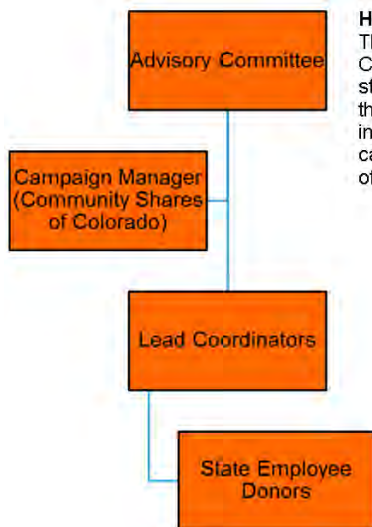 Advisory Committee
Campaign Manager
(Community Shares
of Colorado)
Lead Coordinators
State Employee
Donors
H
Th
C
st
th
in
ca
of